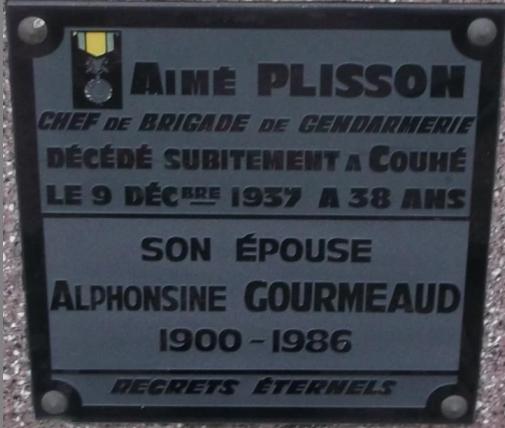 AIMÉ PLISSON
CHEF DE BRIGADE DE GENDARMERIE
DÉCÉDÉ SUBITEMENT A COUHÉ
LE 9 DÉCBRE 1937 A 38 ANS
SON ÉPOUSE
ALPHONSINE GOURMEAUD
1900-1986
REGRETS ÉTERNELS